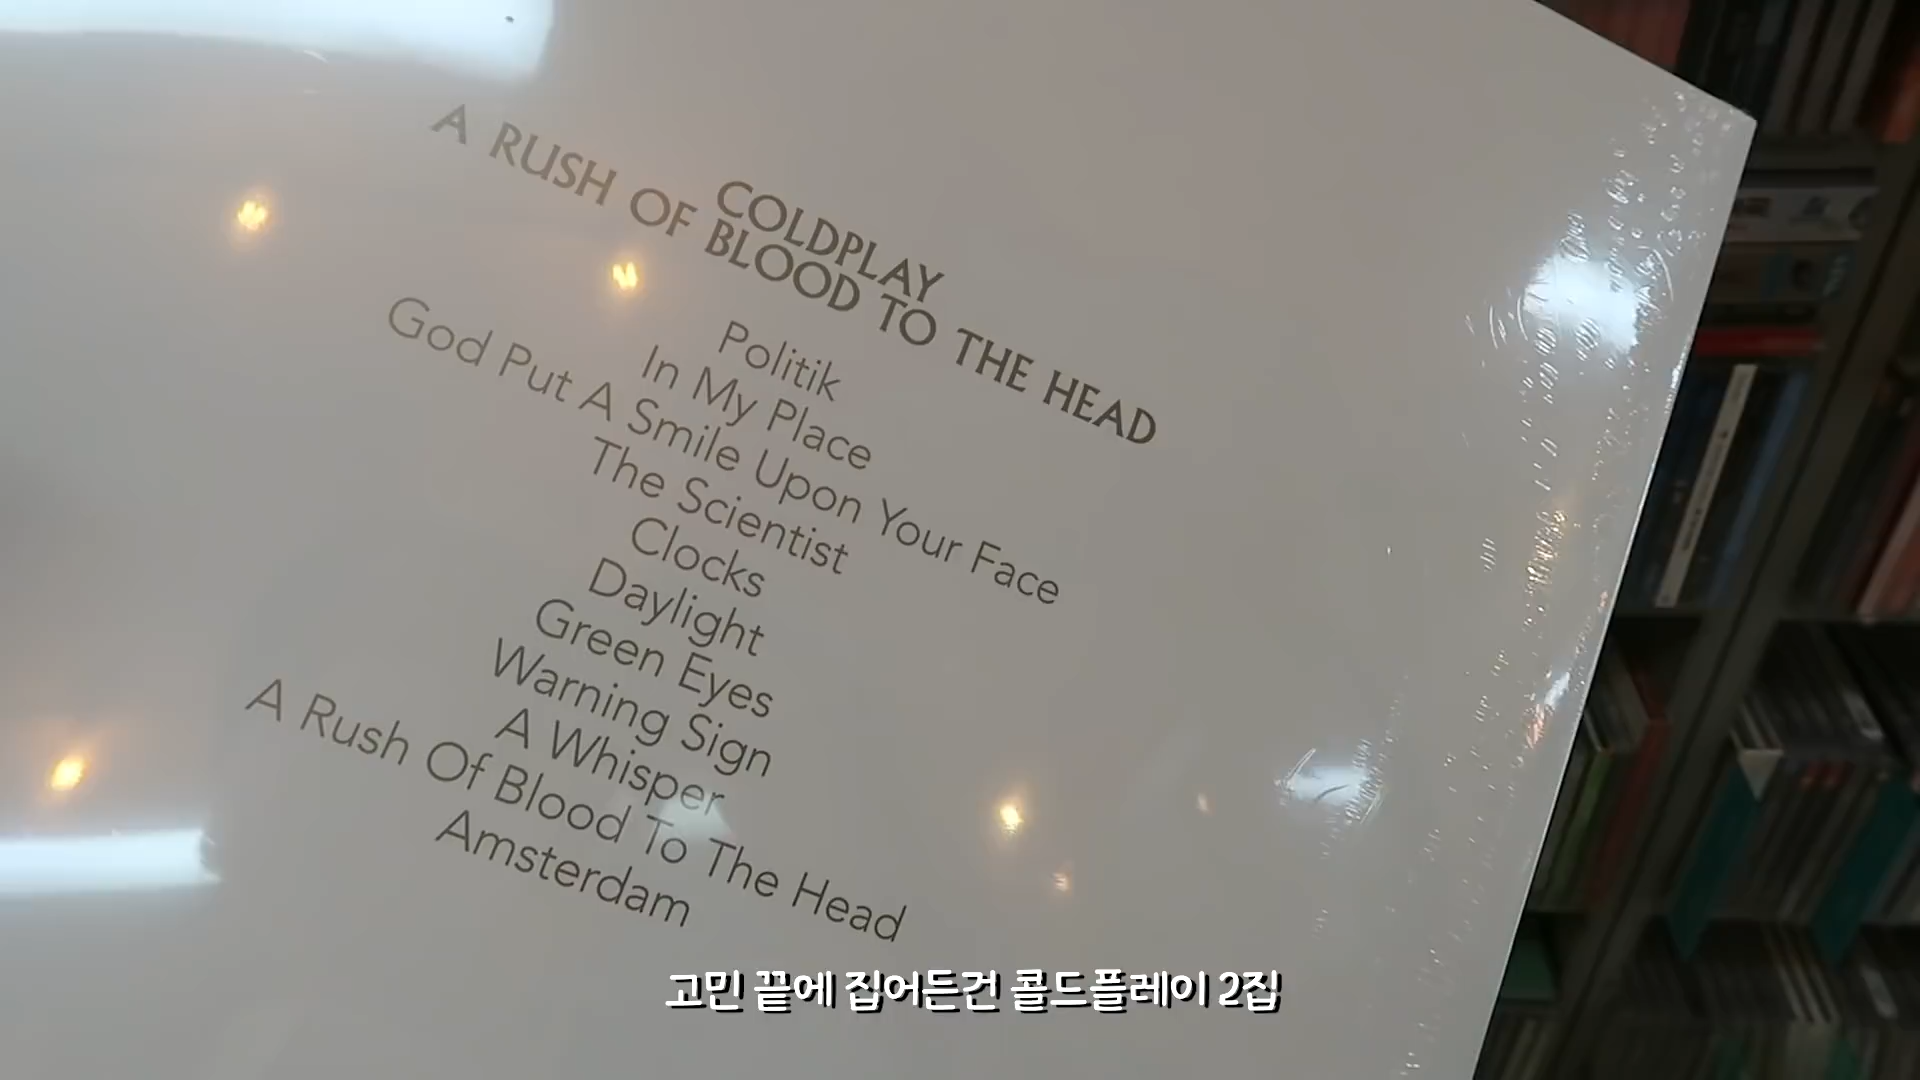 COLDPLAY
A RUSH OF BLOOD TO THE HEAD
Politik
In My Place
God Put A Smile Upon Your Face
The Scientist
Clocks
Daylight
Green Eyes
Warning Sign
A Whisper
A Rush Of Blood To The Head
Amsterdam
고민 끝에 집어든건 콜드플레이 2집